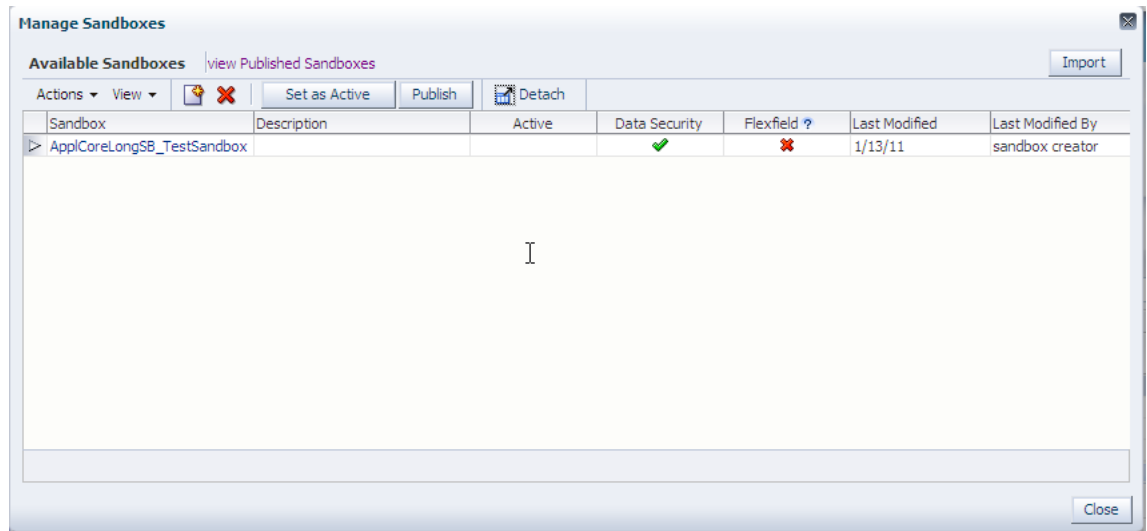 Manage Sandboxes
Available Sandboxes view Published Sandboxes Import
Actions View Set as Active Publish Detach
Sandbox Description Active Data Security Flexfield ? Last Modified Last Modified By
ApplCoreLongSB_TestSandbox 1/13/11 sandbox creator
Close